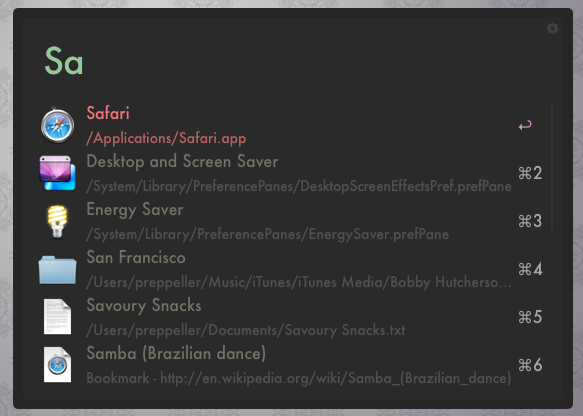 Sa
Safari
/Applications/Safari.app
Desktop and Screen Saver
/System/Library/PreferencePanes/DesktopScreenEffectsPref.prefPane
⌘2
Energy Saver
/System/Library/PreferencePanes/EnergySaver.prefPane
⌘3
San Francisco
/Users/preppeller/Music/iTunes/iTunes Media/Bobby Hutcherso...
⌘4
Savoury Snacks
/Users/preppeller/Documents/Savoury Snacks.txt
⌘5
Samba (Brazilian dance)
Bookmark - http://en.wikipedia.org/wiki/Samba_(Brazilian_dance)
⌘6